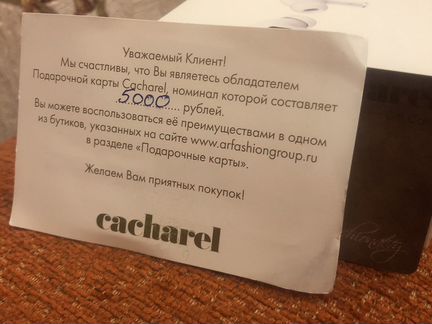 Уважаемый Клиент!
Мы счастливы, что Вы являетесь обладателем
Подарочной карты Cacharel, номинал которой составляет
5000 рублей.
Вы можете воспользоваться её преимуществами в одном
из бутиков, указанных на сайте www.arfashiongroup.ru
в разделе «Подарочные карты».
Желаем Вам приятных покупок!
cacharel